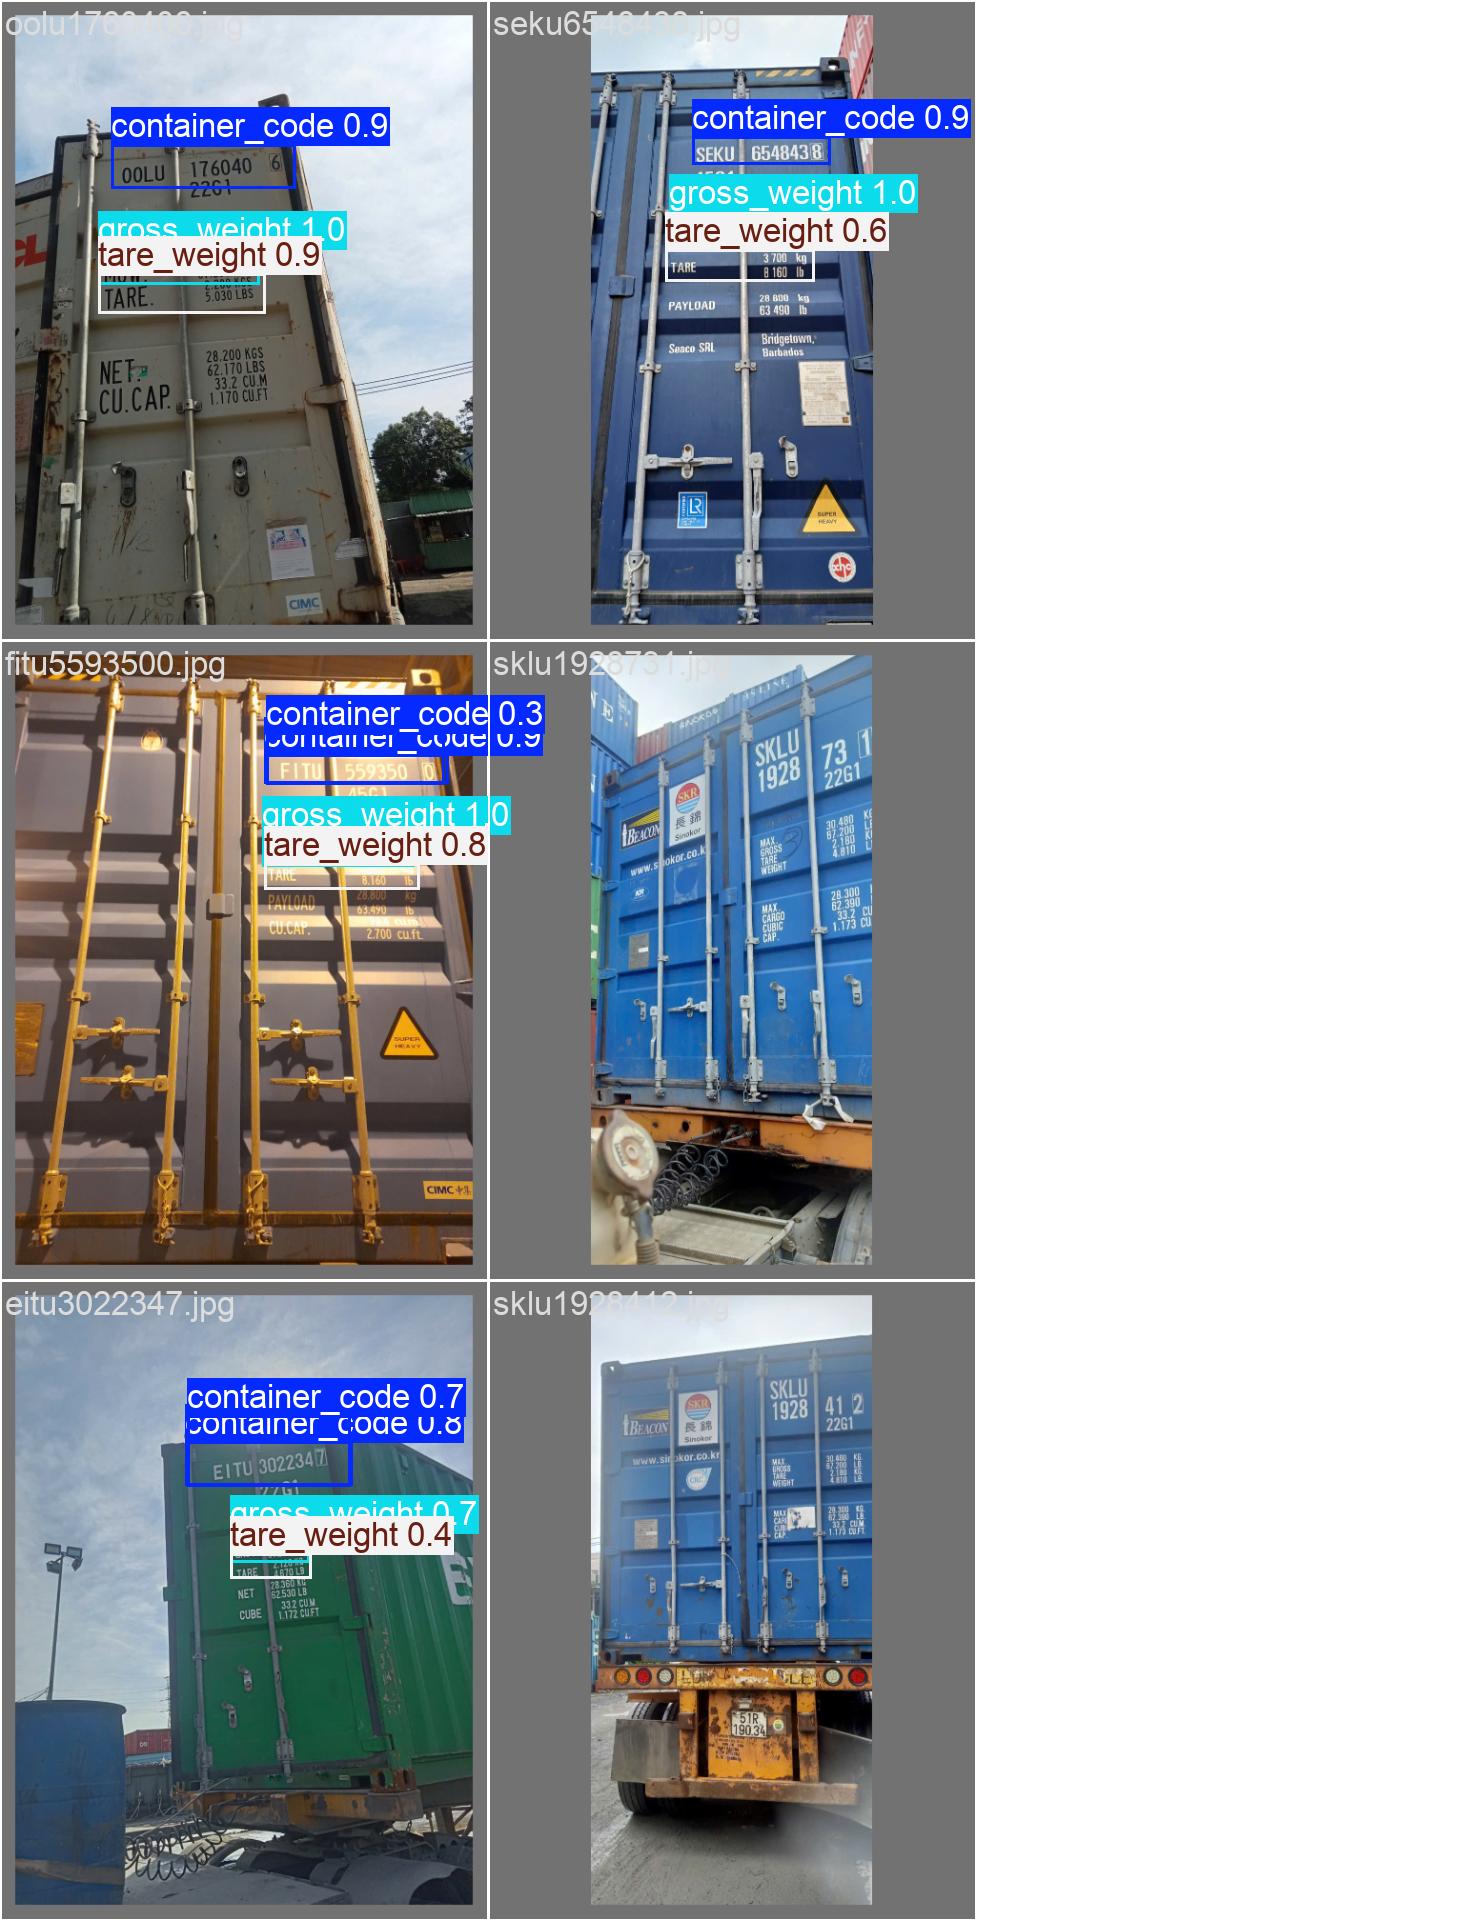 oolu1760406.jpg
container_code 0.9
OOLU 176040 6
22G1
gross_weight 1.0
tare_weight 0.9
TARE.
5.030 LBS
NET. 28.200 KGS
62.170 LBS
CU.CAP. 33.2 CU.M
1.170 CU.FT
CIMC
seku6548438.jpg
container_code 0.9
SEKU 654843 8
gross_weight 1.0
tare_weight 0.6
TARE 3 700 kg
8 160 lb
PAYLOAD 28 800 kg
63 490 lb
Seaco SRL Bridgetown,
Barbados
LR
SUPER
HEAVY
fitu5593500.jpg
container_code 0.3
container_code 0.9
FITU 559350 0
45G1
gross_weight 1.0
tare_weight 0.8
TARE 8.160 lb
PAYLOAD 28.800 kg
63.490 lb
CU.CAP.
2.700 cu.ft.
SUPER
HEAVY
CIMC
sklu1928731.jpg
SINOKOR
SKLU 73 1
1928 22G1
SKR
長錦
Sinokor
BEACON
www.sinokor.co.k
MAX. 30.480 KG
GROSS 67.200 L
TARE 2.180 K
WEIGHT 4.810 L
MAX. 28.300
CARGO 62.390
CUBIC 33.2 CU
CAP. 1.173 CU
eitu3022347.jpg
container_code 0.7
container_code 0.8
EITU 302234 7
22G1
gross_weight 0.7
tare_weight 0.4
TARE 4.670 LB
NET 28.360 KG
62.530 LB
CUBE 33.2 CU.M
1.172 CU.FT
sklu1928412.jpg
SKLU
1928 41 2
22G1
SKR
長錦
Sinokor
BEACON
www.sinokor.co.kr
MAX. 30.480 KG.
GROSS 67.200 LB.
TARE 2.180 KG.
WEIGHT 4.810 LB.
MAX. 28.300 KG.
62.390 LB.
33.2 CU.M
CAP. 1.173 CU.FT.
51R
190.34